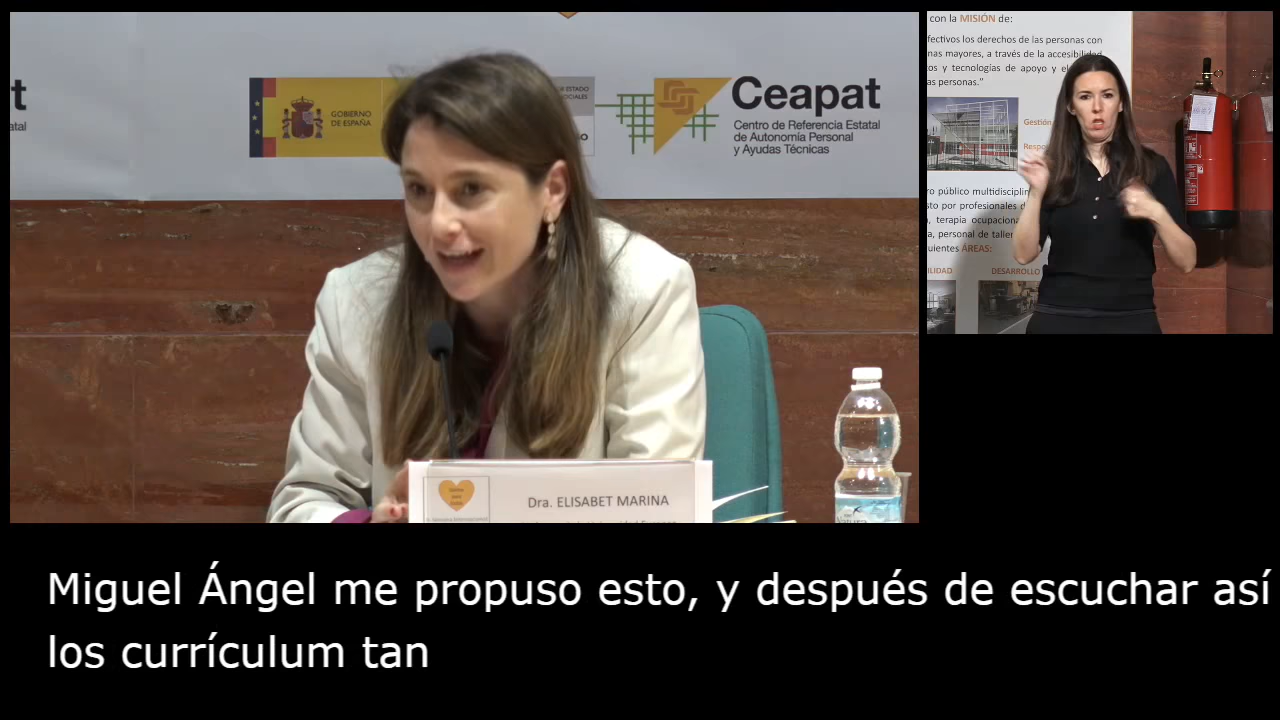 t
atal
GOBIERNO
DE ESPAÑA
Ceapat
Centro de Referencia Estatal
de Autonomía Personal
y Ayudas Técnicas
Dra. ELISABET MARINA
con la MISIÓN de:
fectivos los derechos de las personas con
nas mayores, a través de la accesibilidad
os y tecnologías de apoyo y el
as personas."
Gestión
Respo
ro público multidisciplin
sto por profesionales d
, terapia ocupaciona
a, personal de taller
uientes ÁREAS:
ILIDAD DESARROLLO
Miguel Ángel me propuso esto, y después de escuchar así
los currículum tan